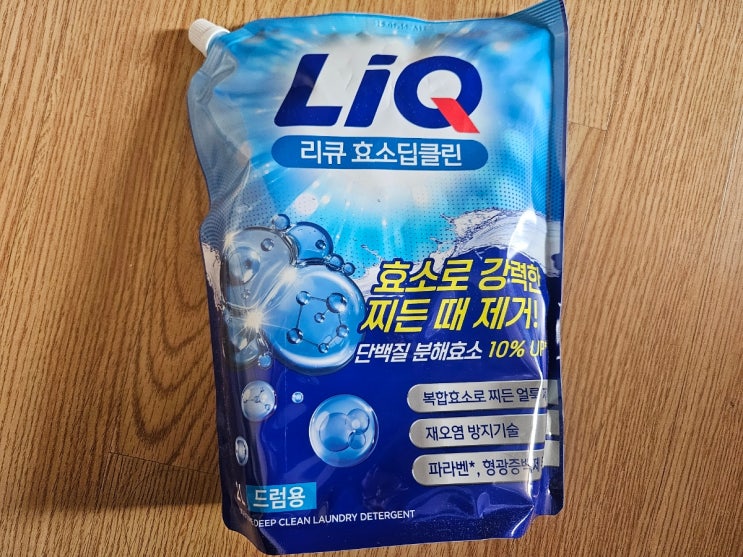 LiQ
리큐 효소딥클린
효소로 강력한
찌든 때 제거!
단백질 분해효소 10% UP
복합효소로 찌든 얼룩
재오염 방지기술
파라벤*, 형광증백제
드럼용
DEEP CLEAN LAUNDRY DETERGENT